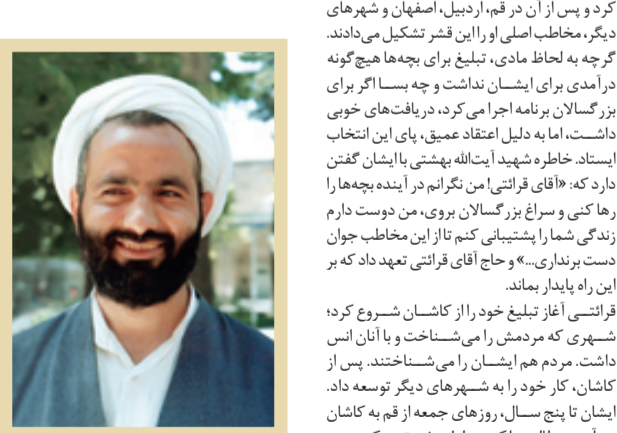 کرد و پس از آن در قم، اردبیل، اصفهان و شهرهای
دیگر، مخاطب اصلی او را این قشر تشکیل می‌دادند.
گرچه به لحاظ مادی، تبلیغ برای بچه‌ها هیچ‌گونه
درآمدی برای ایشان نداشت و چه بسا اگر برای
بزرگسالان برنامه اجرا می‌کرد، دریافت‌های خوبی
داشت، اما به دلیل اعتقاد عمیق، پای این انتخاب
ایستاد. خاطره شهید آیت‌الله بهشتی با ایشان گفتن
دارد که: «آقای قرائتی! من نگرانم در آینده بچه‌ها را
رها کنی و سراغ بزرگسالان بروی، من دوست دارم
زندگی شما را پشتیبانی کنم تا از این مخاطب جوان
دست برنداری...» و حاج آقای قرائتی تعهد داد که بر
این راه پایدار بماند.
قرائتی آغاز تبلیغ خود را از کاشان شروع کرد؛
شهری که مردمش را می‌شناخت و با آنان انس
داشت. مردم هم ایشان را می‌شناختند. پس از
کاشان، کار خود را به شهرهای دیگر توسعه داد.
ایشان تا پنج سال، روزهای جمعه از قم به کاشان